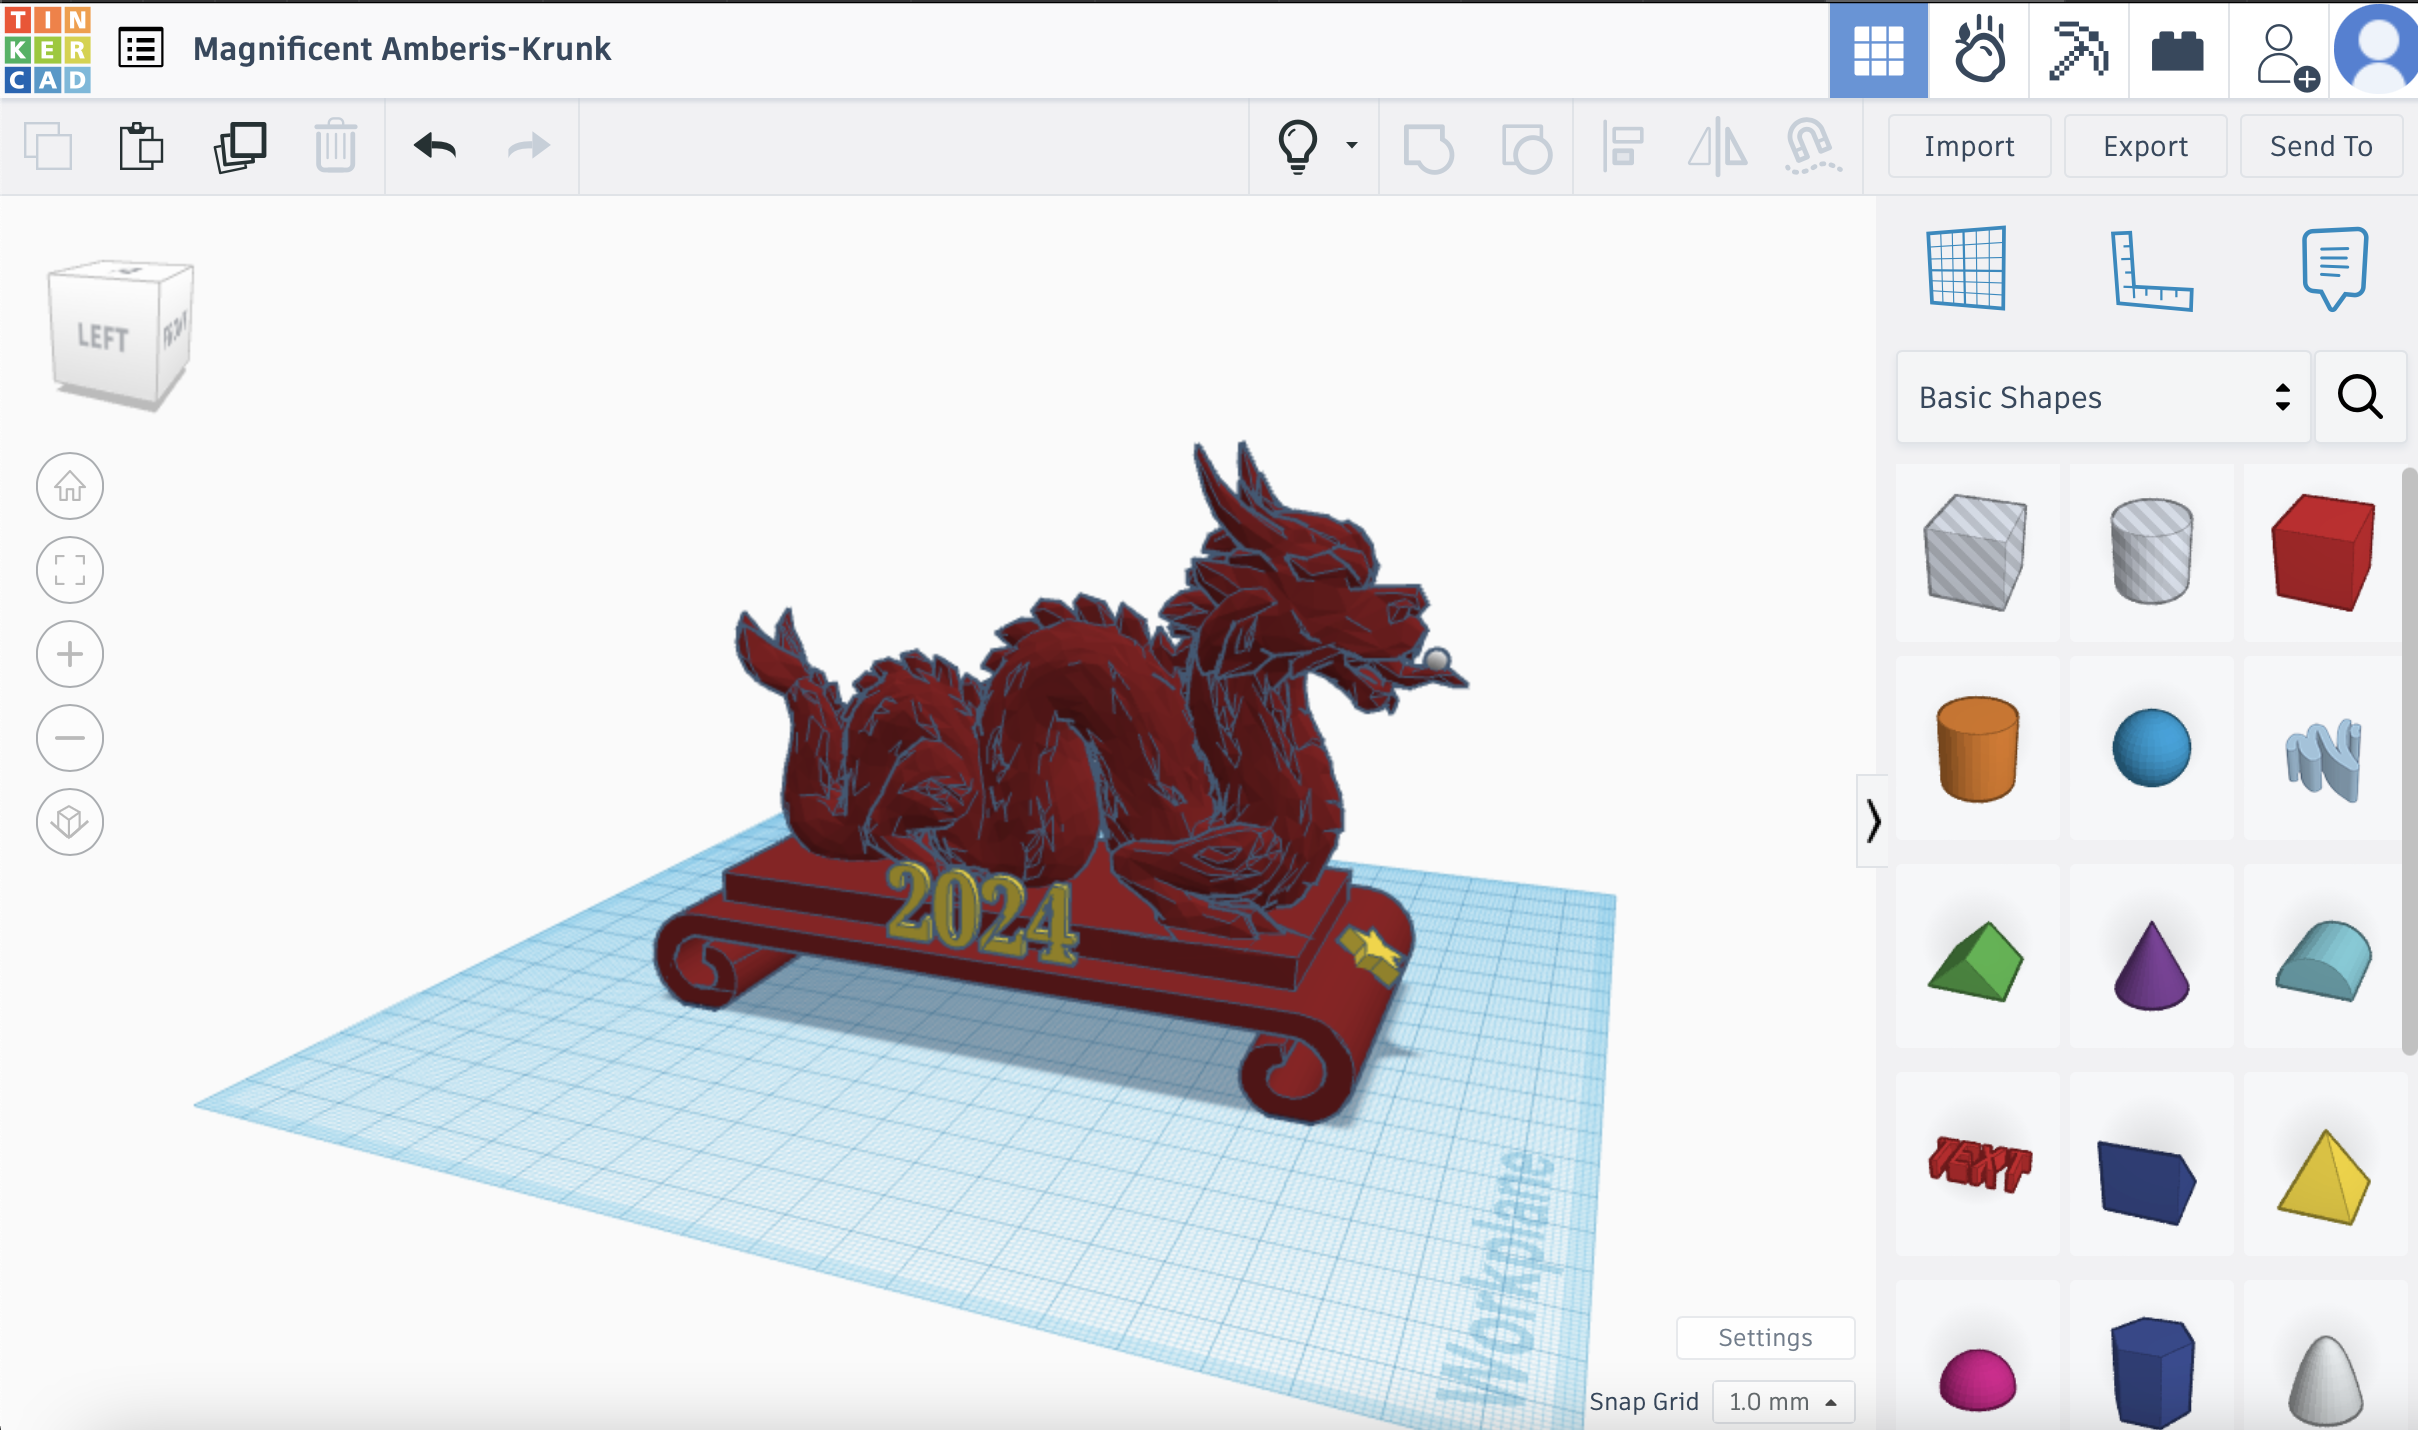 TIN
KER
CAD
Magnificent Amberis-Krunk
Import
Export
Send To
LEFT
Basic Shapes
2024
TEXT
Workplane
Settings
Snap Grid
1.0 mm